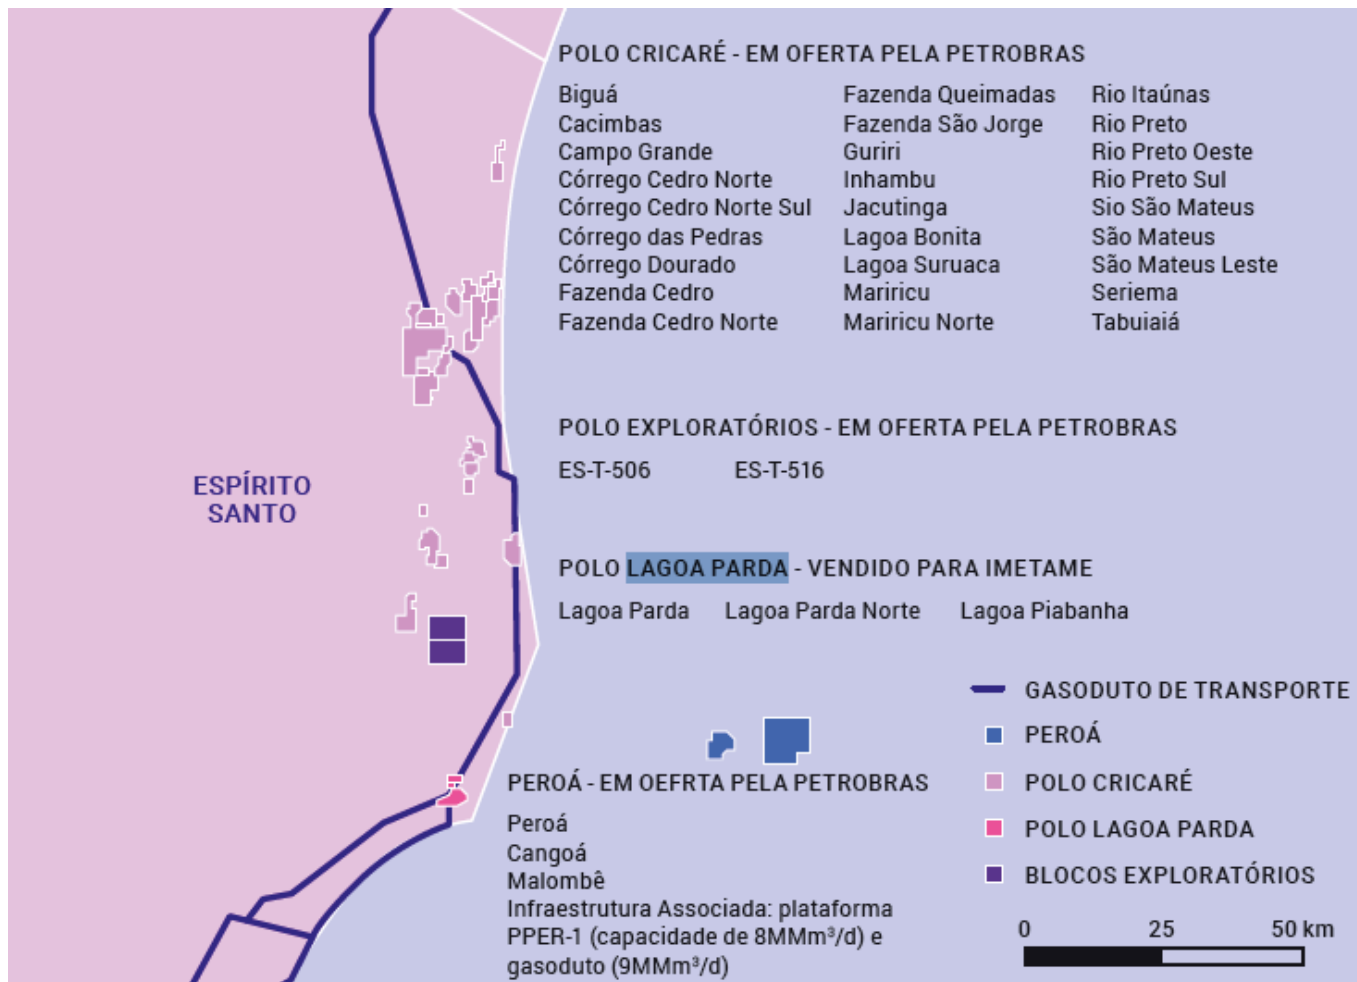 POLO CRICARÉ - EM OFERTA PELA PETROBRAS
Biguá
Cacimbas
Campo Grande
Córrego Cedro Norte
Córrego Cedro Norte Sul
Córrego das Pedras
Córrego Dourado
Fazenda Cedro
Fazenda Cedro Norte
Fazenda Queimadas
Fazenda São Jorge
Guriri
Inhambu
Jacutinga
Lagoa Bonita
Lagoa Suruaca
Mariricu
Mariricu Norte
Rio Itaúnas
Rio Preto
Rio Preto Oeste
Rio Preto Sul
Sio São Mateus
São Mateus
São Mateus Leste
Seriema
Tabuiaiá
POLO EXPLORATÓRIOS - EM OFERTA PELA PETROBRAS
ES-T-506 ES-T-516
ESPÍRITO
SANTO
POLO LAGOA PARDA - VENDIDO PARA IMETAME
Lagoa Parda Lagoa Parda Norte Lagoa Piabanha
PEROÁ - EM OEFRTA PELA PETROBRAS
Peroá
Cangoá
Malombê
Infraestrutura Associada: plataforma
PPER-1 (capacidade de 8MMm³/d) e
gasoduto (9MMm³/d)
GASODUTO DE TRANSPORTE
PEROÁ
POLO CRICARÉ
POLO LAGOA PARDA
BLOCOS EXPLORATÓRIOS
0 25 50 km